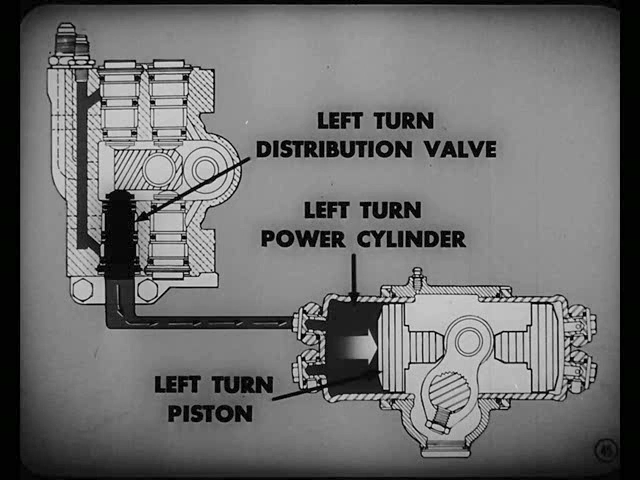 LEFT TURN
DISTRIBUTION VALVE
LEFT TURN
POWER CYLINDER
LEFT TURN
PISTON